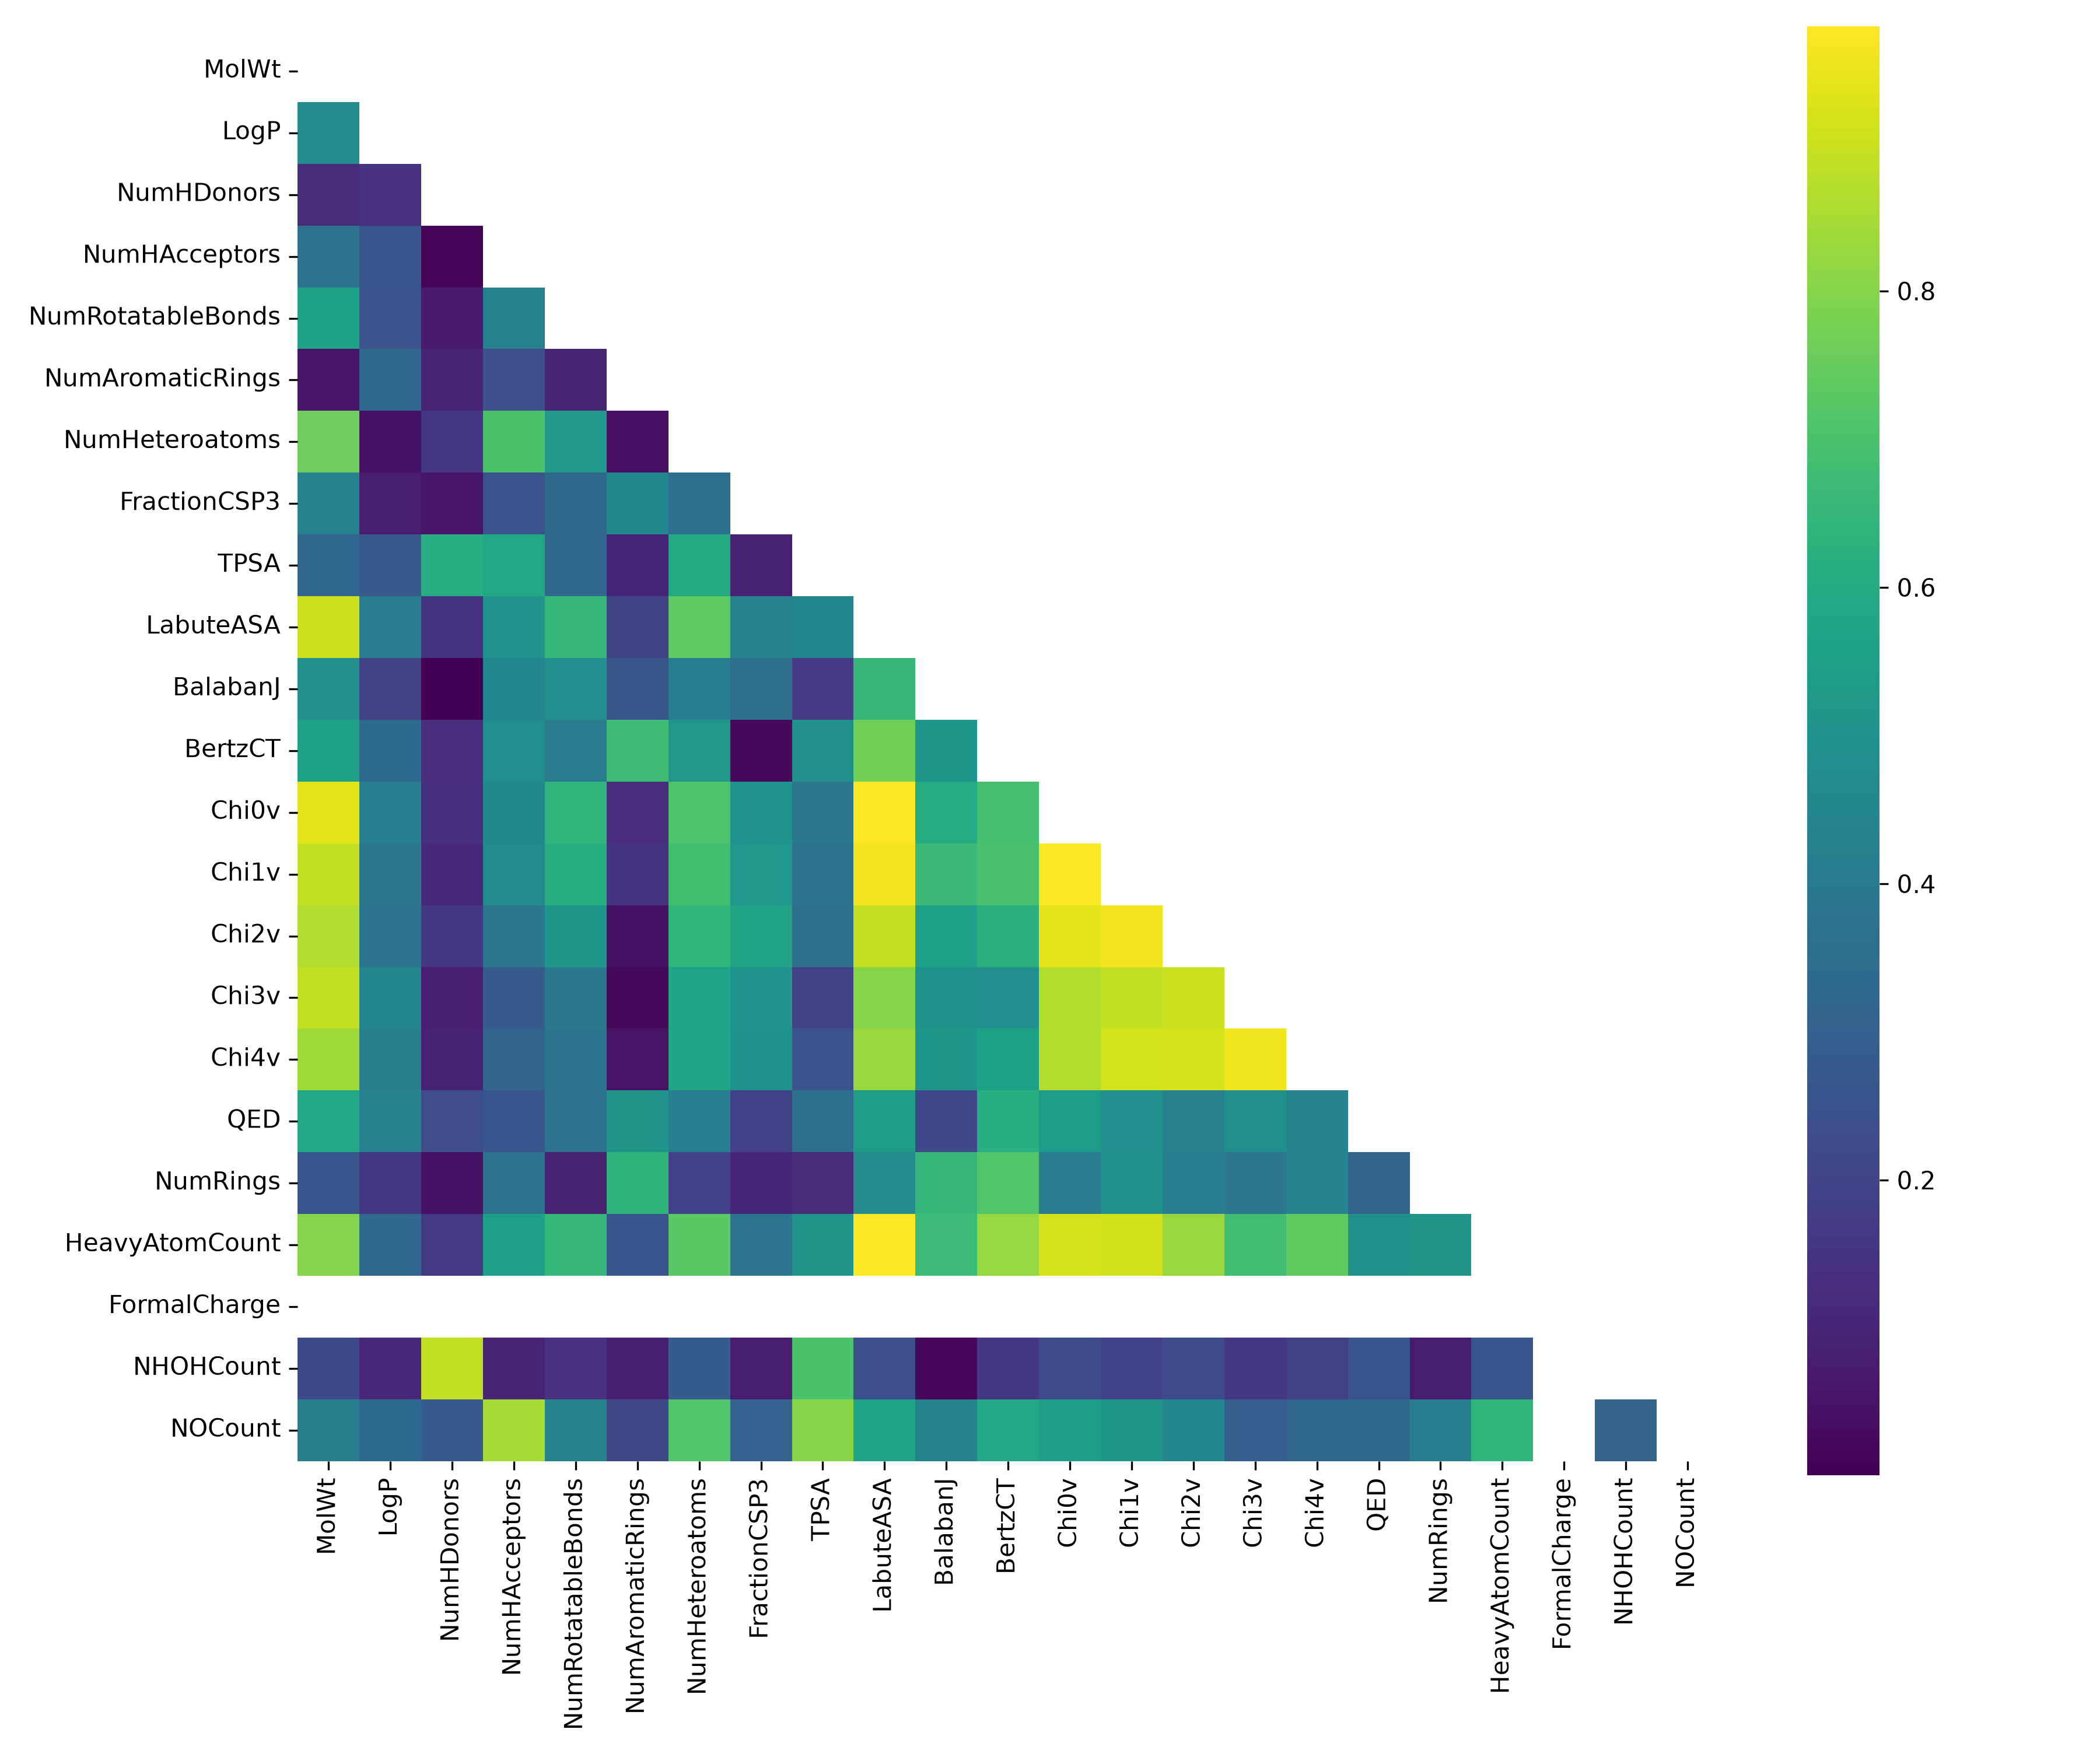 MolWt
LogP
NumHDonors
NumHAcceptors
NumRotatableBonds
NumAromaticRings
NumHeteroatoms
FractionCSP3
TPSA
LabuteASA
BalabanJ
BertzCT
Chi0v
Chi1v
Chi2v
Chi3v
Chi4v
QED
NumRings
HeavyAtomCount
FormalCharge
NHOHCount
NOCount
MolWt
LogP
NumHDonors
NumHAcceptors
NumRotatableBonds
NumAromaticRings
NumHeteroatoms
FractionCSP3
TPSA
LabuteASA
BalabanJ
BertzCT
Chi0v
Chi1v
Chi2v
Chi3v
Chi4v
QED
NumRings
HeavyAtomCount
FormalCharge
NHOHCount
NOCount
0.8
0.6
0.4
0.2